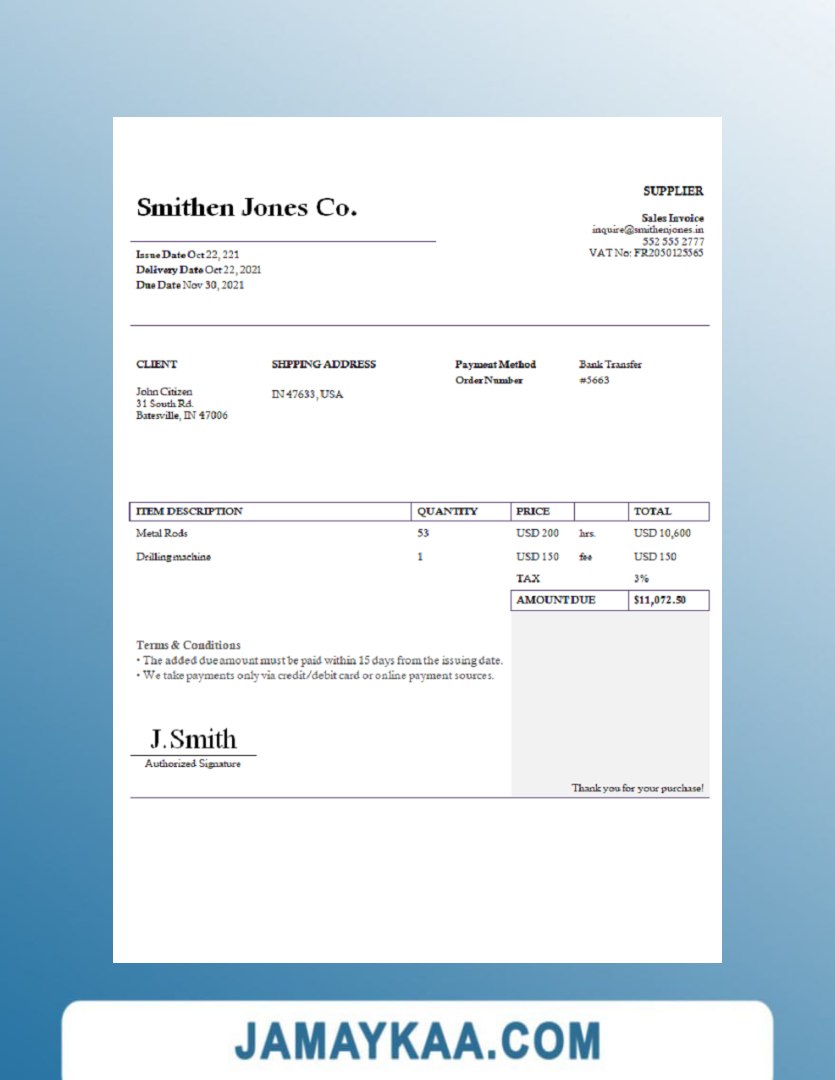 Smithen Jones Co.
SUPPLIER
Sales Invoice
inquire@smithenjones.in
552 555 2777
VAT No: FR2050125565
Issue Date Oct 22, 221
Delivery Date Oct 22, 2021
Due Date Nov 30, 2021
CLIENT
John Citizen
31 South Rd.
Batesville, IN 47006
SHPPING ADDRESS
IN 47633, USA
Payment Method Bank Transfer
Order Number #5663
ITEM DESCRIPTION QUANTITY PRICE TOTAL
Metal Rods 53 USD 200 hrs. USD 10,600
Drilling machine 1 USD 150 fee USD 150
TAX 3%
AMOUNT DUE $11,072.50
Terms & Conditions
• The added due amount must be paid within 15 days from the issuing date.
• We take payments only via credit/debit card or online payment sources.
J. Smith
Authorized Signature
Thank you for your purchase!
JAMAYKAA.COM